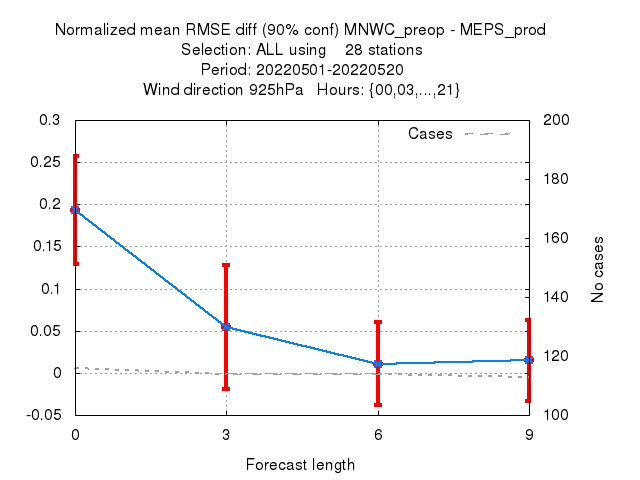 Normalized mean RMSE diff (90% conf) MNWC_preop - MEPS_prod
Selection: ALL using    28 stations
Period: 20220501-20220520
Wind direction 925hPa   Hours: {00,03,...,21}
0.3
0.25
0.2
0.15
0.1
0.05
0
-0.05
Cases
200
180
160
140
120
100
No cases
0
3
6
9
Forecast length